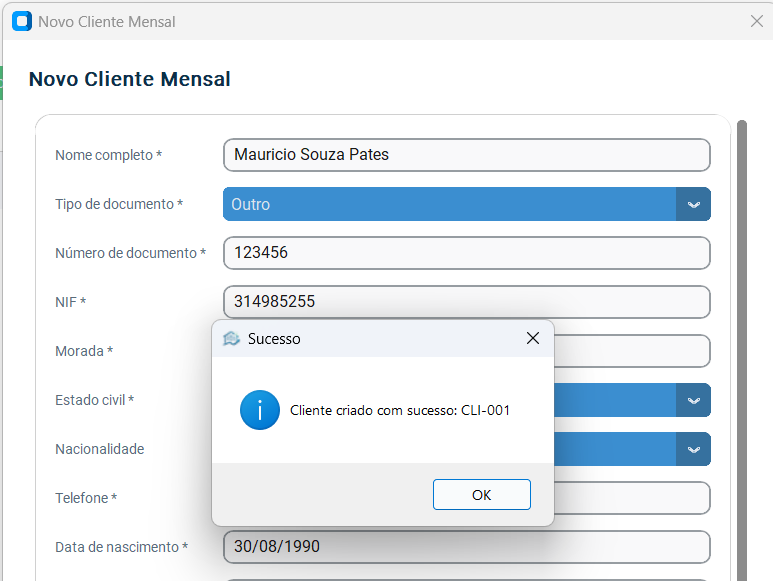 Novo Cliente Mensal
Novo Cliente Mensal
Nome completo * Mauricio Souza Pates
Tipo de documento * Outro
Número de documento * 123456
NIF * 314985255
Sucesso
Morada *
Estado civil *
Cliente criado com sucesso: CLI-001
Nacionalidade
Telefone *
OK
Data de nascimento * 30/08/1990